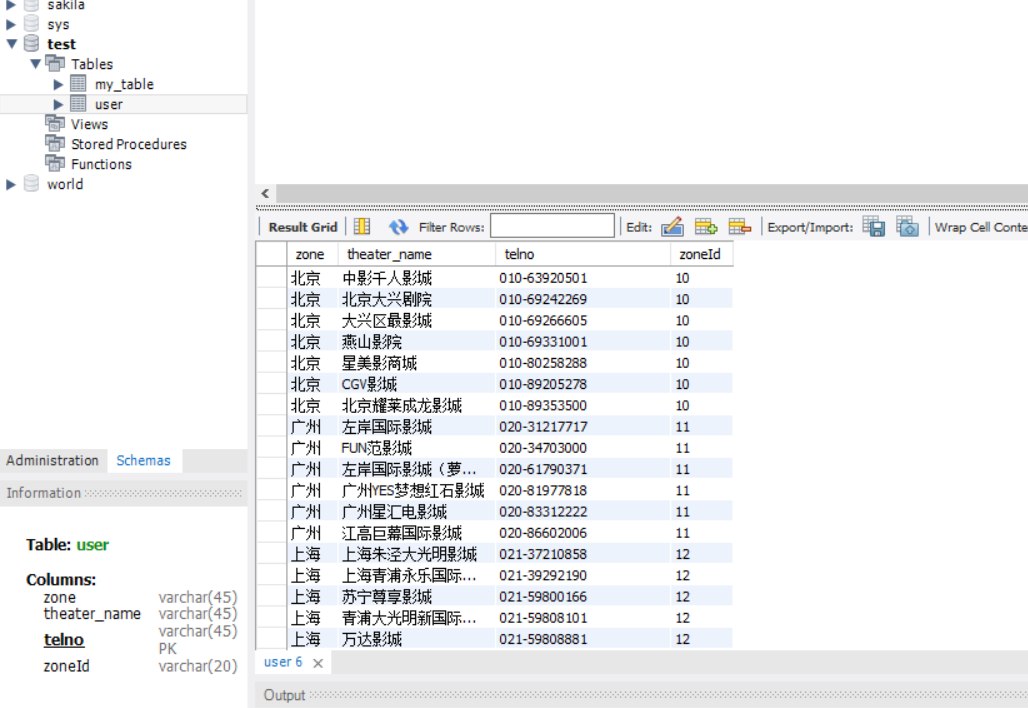 sakila
sys
test
Tables
my_table
user
Views
Stored Procedures
Functions
world
Administration Schemas
Information
Table: user
Columns:
zone varchar(45)
theater_name varchar(45)
telno varchar(45)
PK
zoneId varchar(20)
<
Result Grid Filter Rows: Edit: Export/Import: Wrap Cell Conte
zone theater_name telno zoneId
北京 中影千人影城 010-63920501 10
北京 北京大兴剧院 010-69242269 10
北京 大兴区最影城 010-69266605 10
北京 燕山影院 010-69331001 10
北京 星美影商城 010-80258288 10
北京 CGV影城 010-89205278 10
北京 北京耀莱成龙影城 010-89353500 10
广州 左岸国际影城 020-31217717 11
广州 FUN范影城 020-34703000 11
广州 左岸国际影城（萝... 020-61790371 11
广州 广州YES梦想红石影城 020-81977818 11
广州 广州星汇电影城 020-83312222 11
广州 江高巨幕国际影城 020-86602006 11
上海 上海朱泾大光明影城 021-37210858 12
上海 上海青浦永乐国际... 021-39292190 12
上海 苏宁尊享影城 021-59800166 12
上海 青浦大光明新国际... 021-59808101 12
上海 万达影城 021-59808881 12
user 6 ×
Output